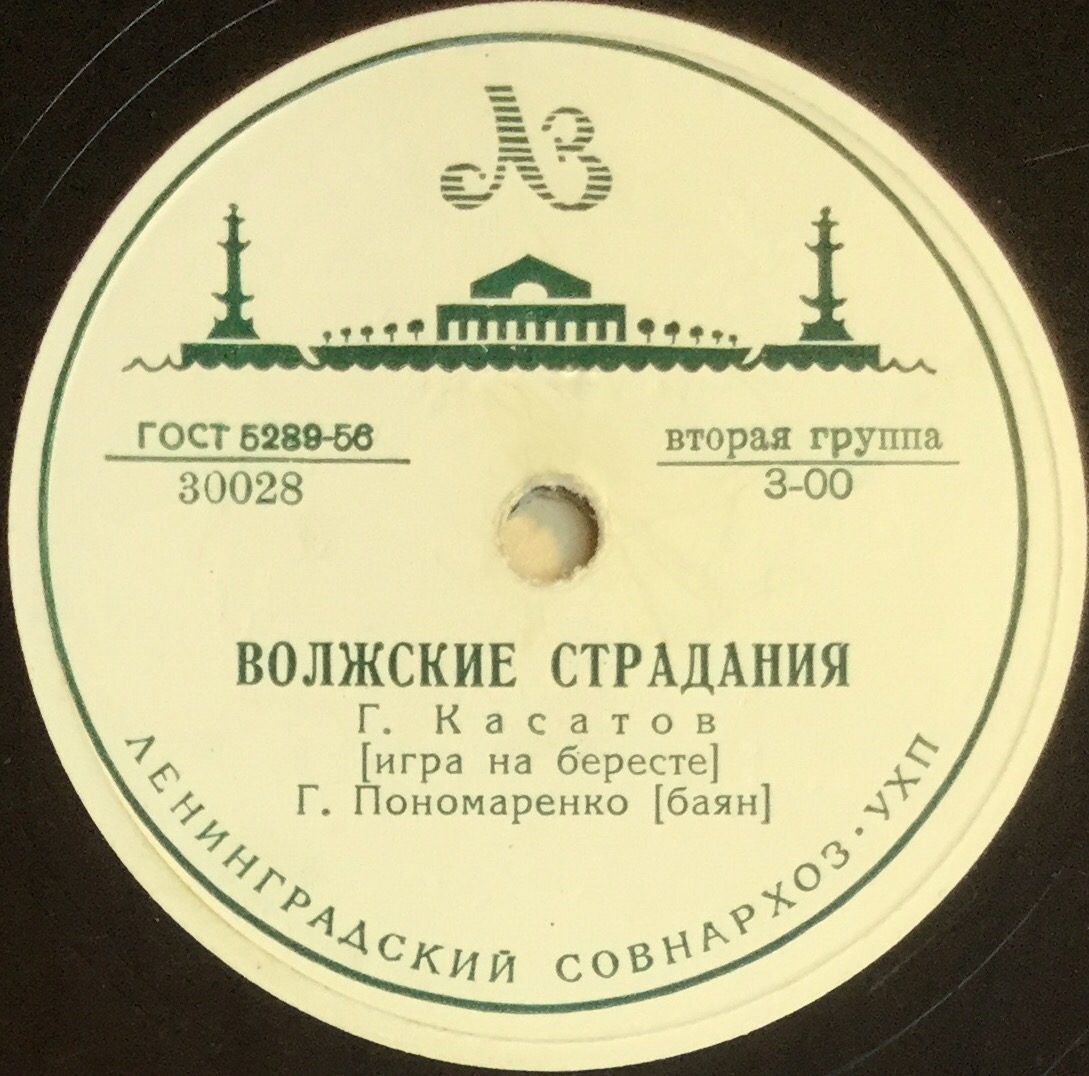 ЛЗ
ГОСТ 5289-56
30028
вторая группа
3-00
ВОЛЖСКИЕ СТРАДАНИЯ
Г. Касатов
[игра на бересте]
Г. Пономаренко [баян]
ЛЕНИНГРАДСКИЙ СОВНАРХОЗ · УХП